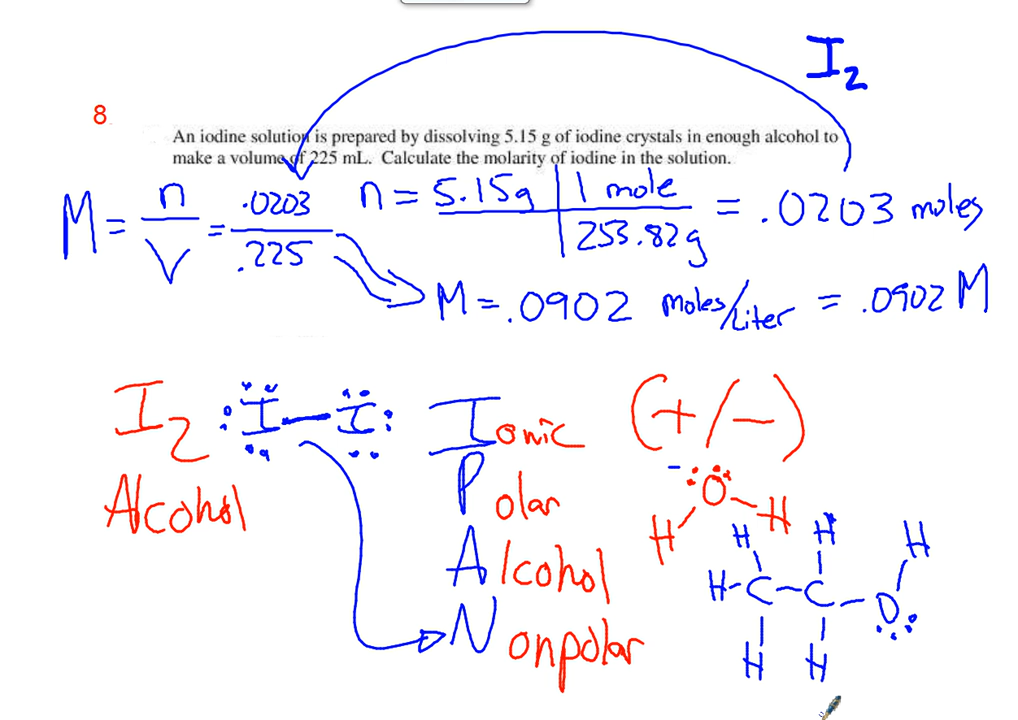 I2
8
An iodine solution is prepared by dissolving 5.15 g of iodine crystals in enough alcohol to
make a volume of 225 mL. Calculate the molarity of iodine in the solution.
M = n/V = .0203/.225
n = 5.15g | 1 mole / 253.82g = .0203 moles
M = .0902 moles/Liter = .0902 M
I2 I—I
Alcohol
Ionic (+/-)
Polar
Alcohol
Nonpolar
- O
H H
H H H
H-C-C-O
H H